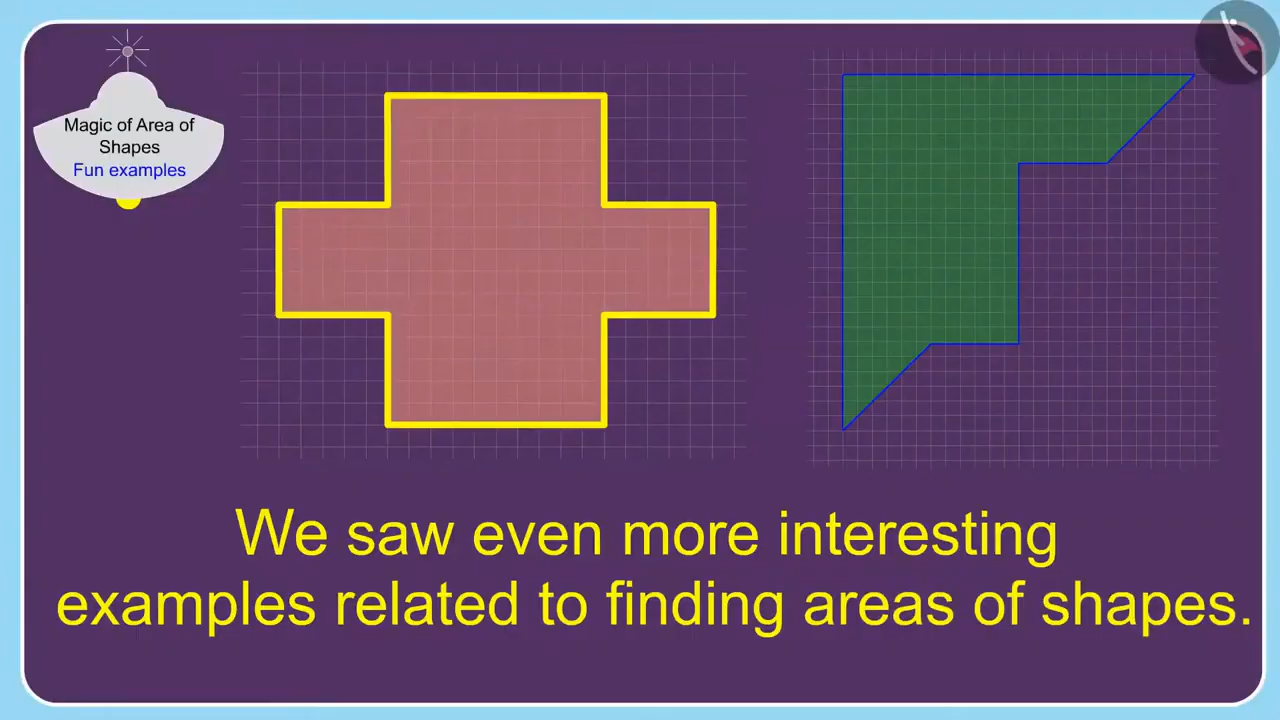 Magic of Area of
Shapes
Fun examples
We saw even more interesting
examples related to finding areas of shapes.